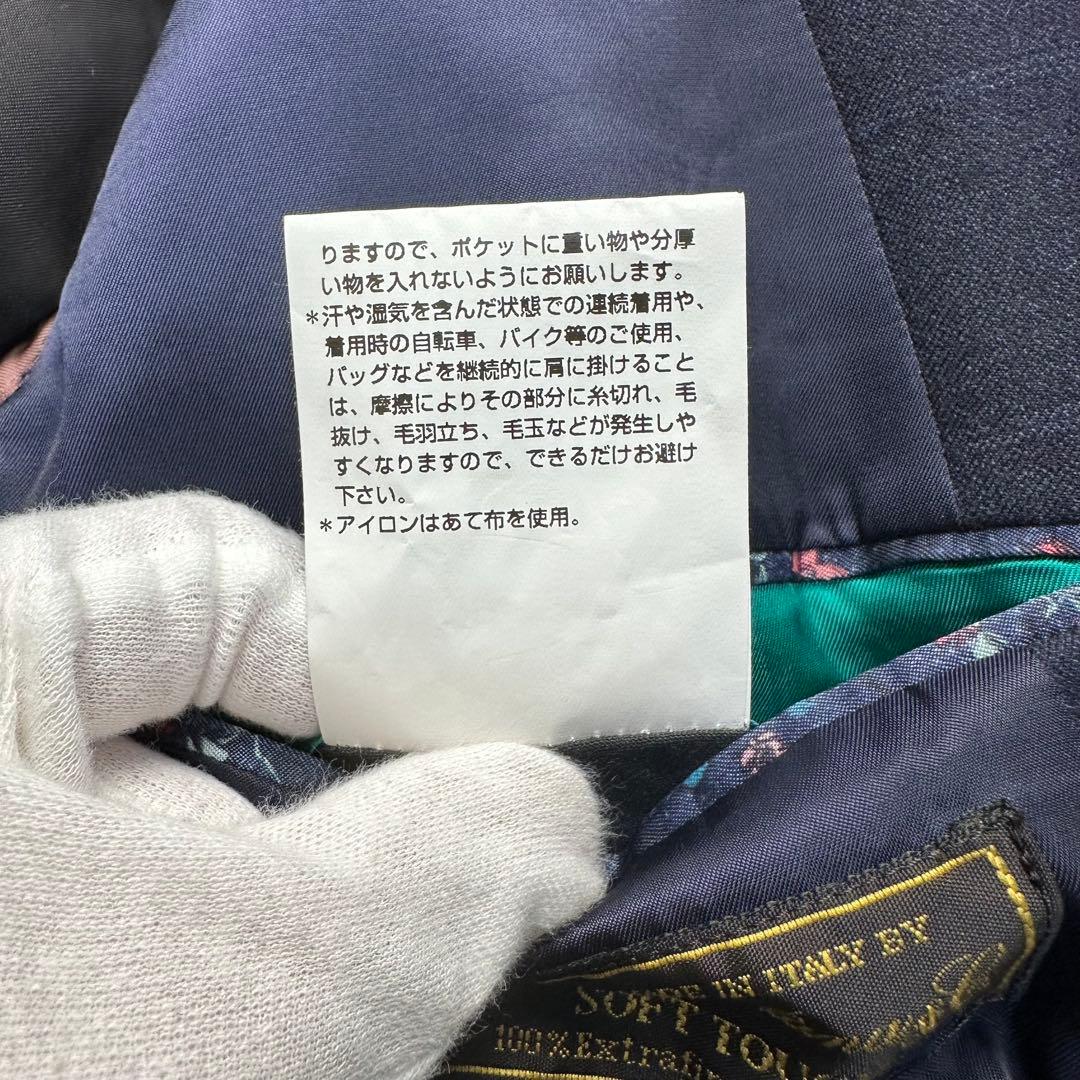 りますので、ポケットに重い物や分厚
い物を入れないようにお願いします。
＊汗や湿気を含んだ状態での連続着用や、
着用時の自転車、バイク等のご使用、
バッグなどを継続的に肩に掛けること
は、摩擦によりその部分に糸切れ、毛
抜け、毛羽立ち、毛玉などが発生しや
すくなりますので、できるだけお避け
下さい。
＊アイロンはあて布を使用。
IN ITALY BY
SOFT
100%